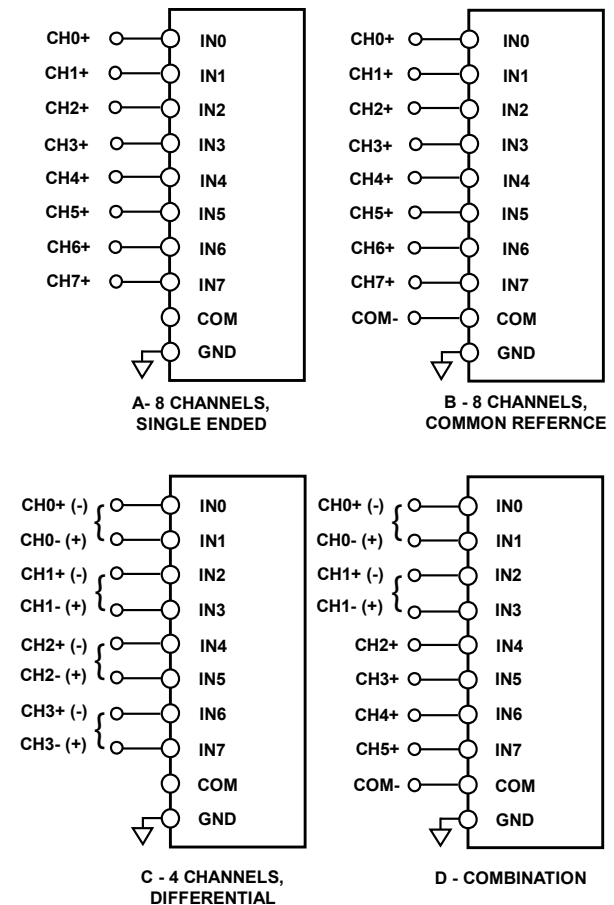 CH0+ IN0
CH1+ IN1
CH2+ IN2
CH3+ IN3
CH4+ IN4
CH5+ IN5
CH6+ IN6
CH7+ IN7
COM
GND
A- 8 CHANNELS,
SINGLE ENDED
CH0+ IN0
CH1+ IN1
CH2+ IN2
CH3+ IN3
CH4+ IN4
CH5+ IN5
CH6+ IN6
CH7+ IN7
COM- COM
GND
B - 8 CHANNELS,
COMMON REFERNCE
CH0+ (-) IN0
CH0- (+) IN1
CH1+ (-) IN2
CH1- (+) IN3
CH2+ (-) IN4
CH2- (+) IN5
CH3+ (-) IN6
CH3- (+) IN7
COM
GND
C - 4 CHANNELS,
DIFFERENTIAL
CH0+ (-) IN0
CH0- (+) IN1
CH1+ (-) IN2
CH1- (+) IN3
CH2+ IN4
CH3+ IN5
CH4+ IN6
CH5+ IN7
COM- COM
GND
D - COMBINATION